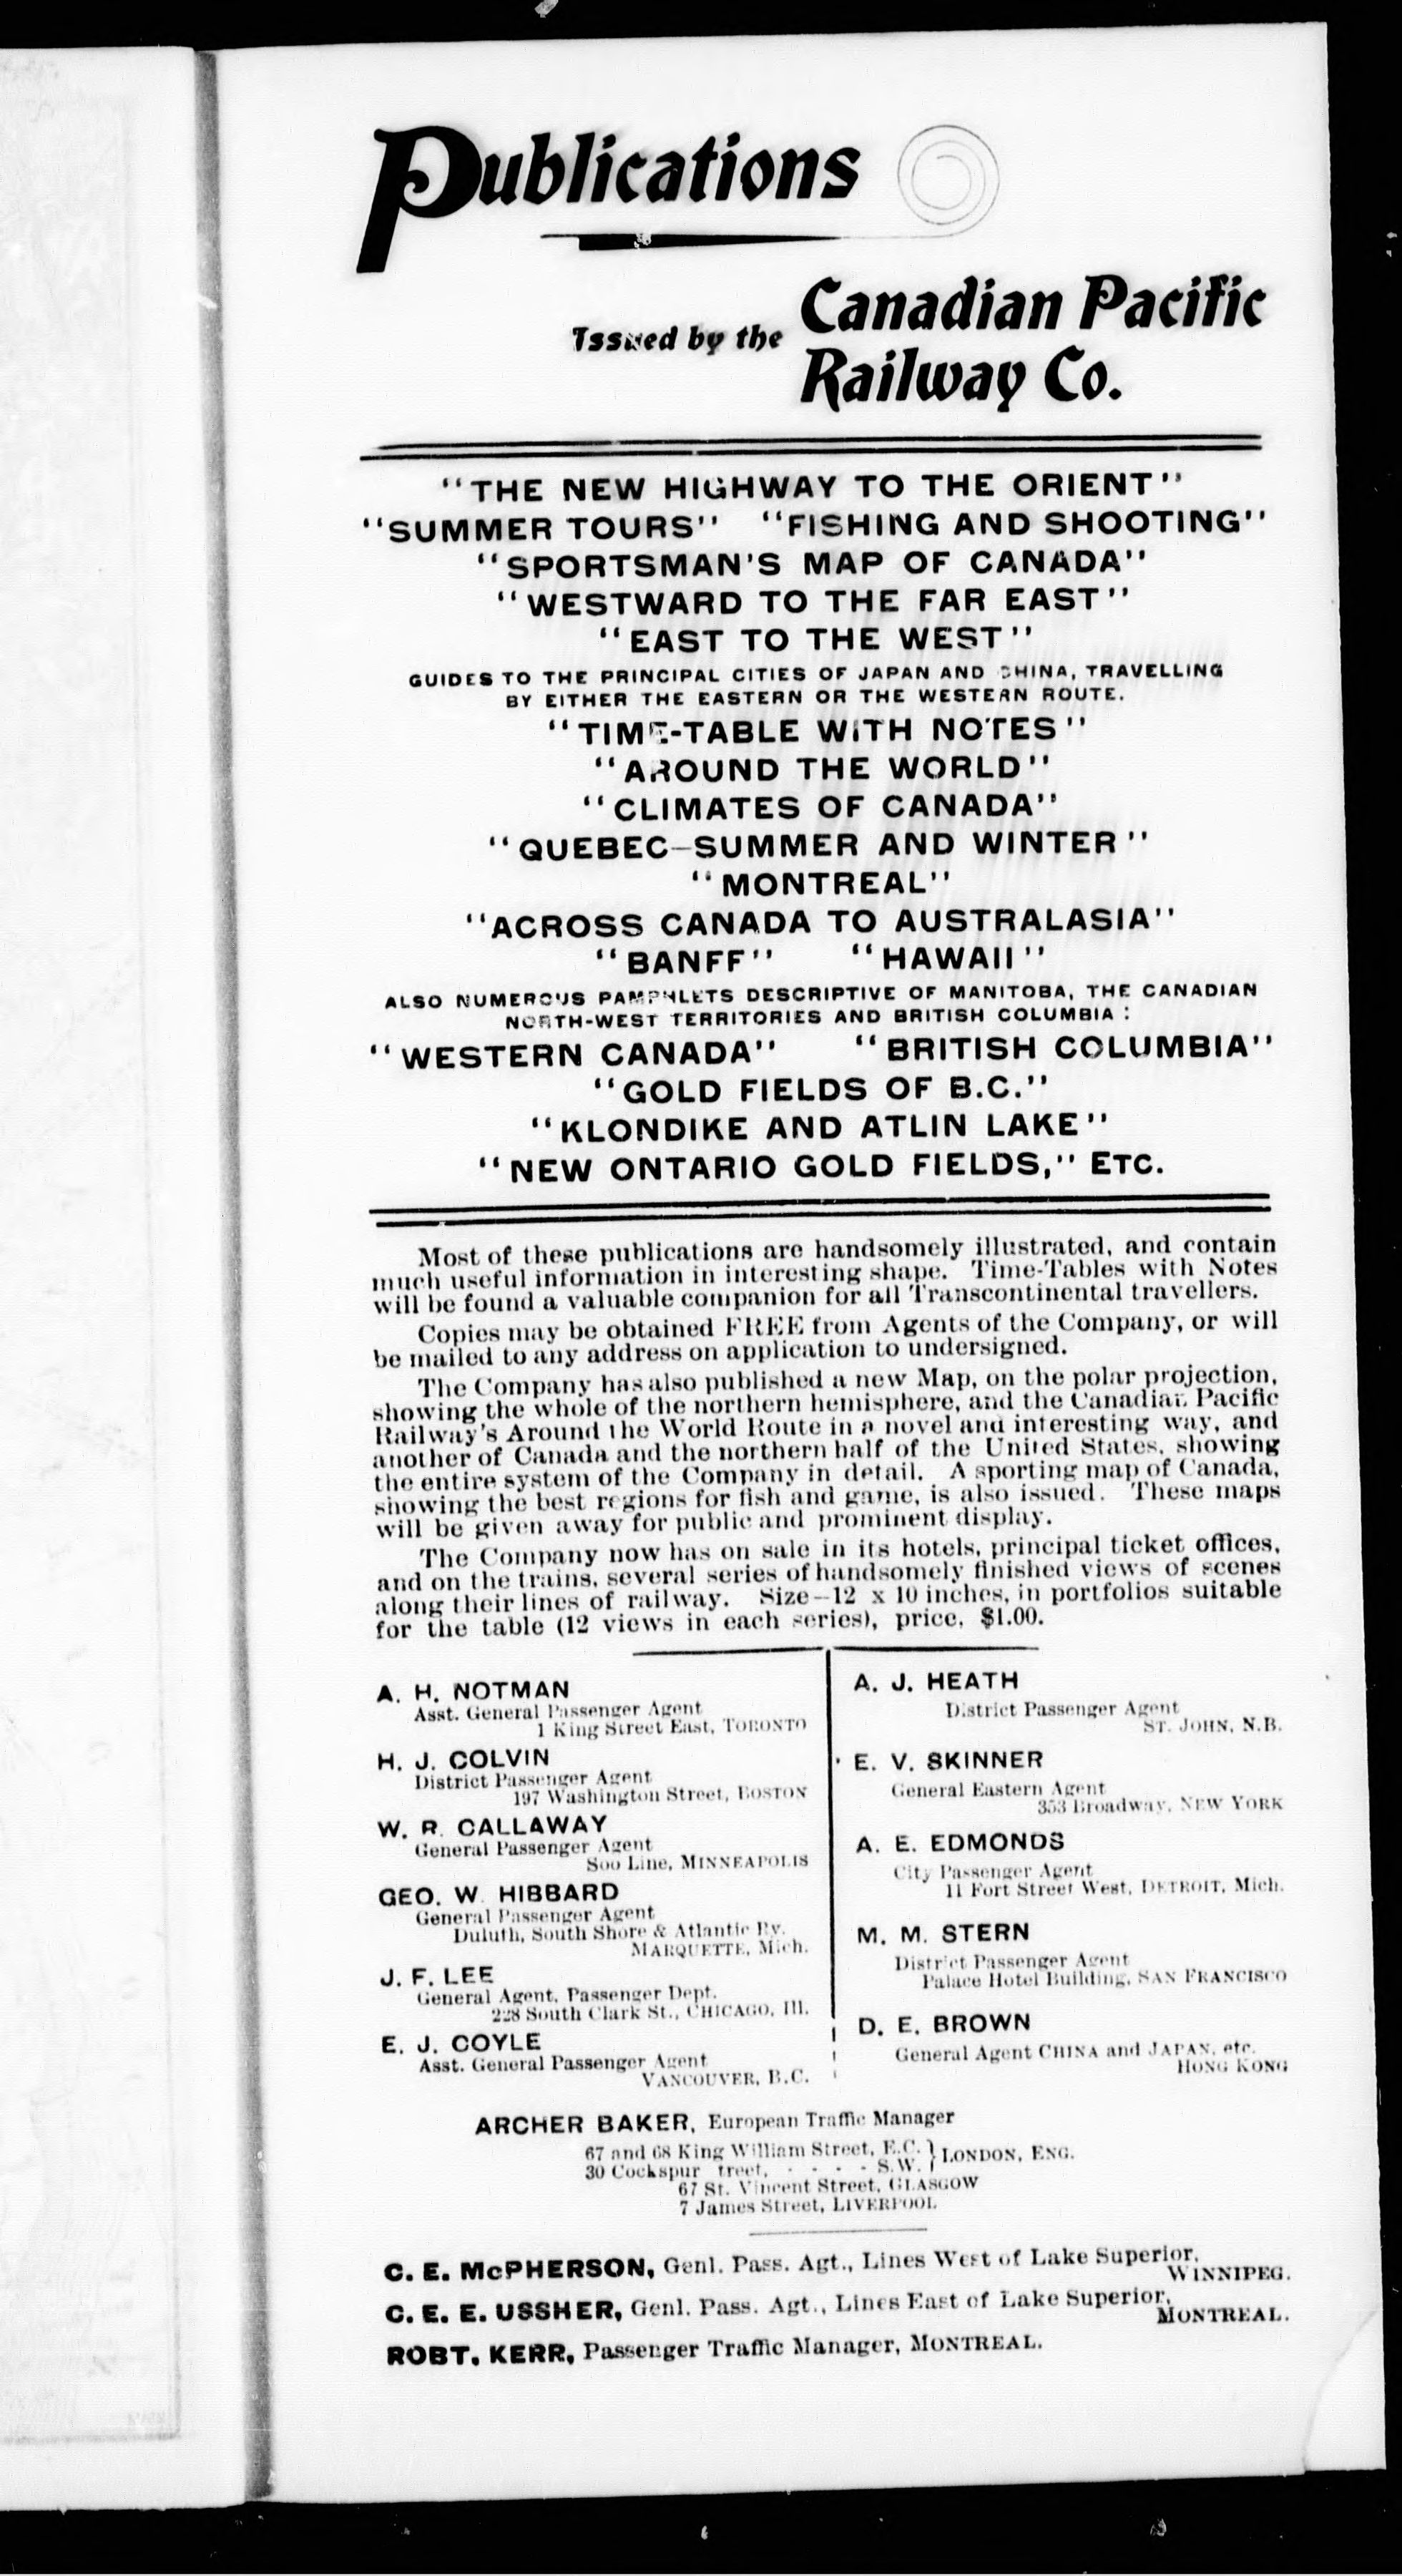 Publications
Issued by the Canadian Pacific
Railway Co.
"THE NEW HIGHWAY TO THE ORIENT"
"SUMMER TOURS" "FISHING AND SHOOTING"
"SPORTSMAN'S MAP OF CANADA"
"WESTWARD TO THE FAR EAST"
"EAST TO THE WEST"
GUIDES TO THE PRINCIPAL CITIES OF JAPAN AND CHINA, TRAVELLING
BY EITHER THE EASTERN OR THE WESTERN ROUTE.
"TIME-TABLE WITH NOTES"
"AROUND THE WORLD"
"CLIMATES OF CANADA"
"QUEBEC–SUMMER AND WINTER"
"MONTREAL"
"ACROSS CANADA TO AUSTRALASIA"
"BANFF" "HAWAII"
ALSO NUMEROUS PAMPHLETS DESCRIPTIVE OF MANITOBA, THE CANADIAN
NORTH-WEST TERRITORIES AND BRITISH COLUMBIA:
"WESTERN CANADA" "BRITISH COLUMBIA"
"GOLD FIELDS OF B.C."
"KLONDIKE AND ATLIN LAKE"
"NEW ONTARIO GOLD FIELDS," ETC.
Most of these publications are handsomely illustrated, and contain
much useful information in interesting shape. Time-Tables with Notes
will be found a valuable companion for all Transcontinental travellers.
Copies may be obtained FREE from Agents of the Company, or will
be mailed to any address on application to undersigned.
The Company has also published a new Map, on the polar projection,
showing the whole of the northern hemisphere, and the Canadian Pacific
Railway's Around the World Route in a novel and interesting way, and
another of Canada and the northern half of the United States, showing
the entire system of the Company in detail. A sporting map of Canada,
showing the best regions for fish and game, is also issued. These maps
will be given away for public and prominent display.
The Company now has on sale in its hotels, principal ticket offices,
and on the trains, several series of handsomely finished views of scenes
along their lines of railway. Size–12 x 10 inches, in portfolios suitable
for the table (12 views in each series), price, $1.00.
A. H. NOTMAN
Asst. General Passenger Agent
1 King Street East, TORONTO
H. J. COLVIN
District Passenger Agent
197 Washington Street, BOSTON
W. R. CALLAWAY
General Passenger Agent
Soo Line, MINNEAPOLIS
GEO. W. HIBBARD
General Passenger Agent
Duluth, South Shore & Atlantic Ry.
MARQUETTE, Mich.
J. F. LEE
General Agent, Passenger Dept.
228 South Clark St., CHICAGO, Ill.
E. J. COYLE
Asst. General Passenger Agent
VANCOUVER, B.C.
A. J. HEATH
District Passenger Agent
ST. JOHN, N.B.
E. V. SKINNER
General Eastern Agent
353 Broadway, NEW YORK
A. E. EDMONDS
City Passenger Agent
11 Fort Street West, DETROIT, Mich.
M. M. STERN
District Passenger Agent
Palace Hotel Building, SAN FRANCISCO
D. E. BROWN
General Agent CHINA and JAPAN, etc.
HONG KONG
ARCHER BAKER, European Traffic Manager
67 and 68 King William Street, E.C. } LONDON, ENG.
30 Cockspur treet, - - - - S.W.
67 St. Vincent Street, GLASGOW
7 James Street, LIVERPOOL
C. E. McPHERSON, Genl. Pass. Agt., Lines West of Lake Superior,
WINNIPEG.
C. E. E. USSHER, Genl. Pass. Agt., Lines East of Lake Superior,
MONTREAL.
ROBT. KERR, Passenger Traffic Manager, MONTREAL.